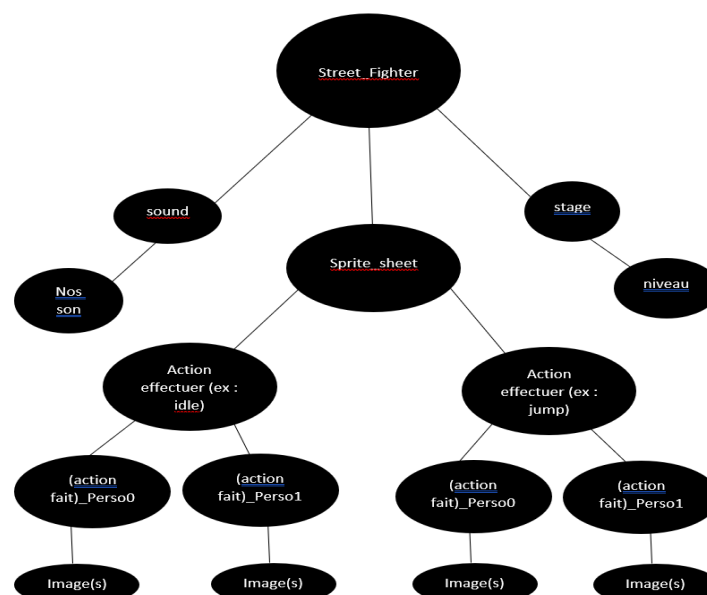 Street_Fighter
sound
stage
Sprite_sheet
Nos
son
niveau
Action
effectuer (ex :
idle)
Action
effectuer (ex :
jump)
(action
fait)_Perso0
(action
fait)_Perso1
(action
fait)_Perso0
(action
fait)_Perso1
Image(s)
Image(s)
Image(s)
Image(s)